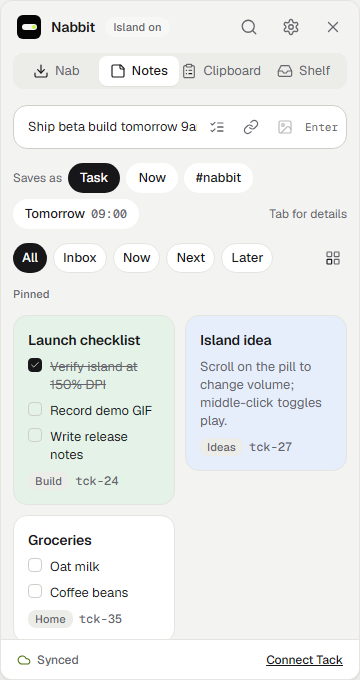 Nabbit Island on
Nab Notes Clipboard Shelf
Ship beta build tomorrow 9a Enter
Saves as Task Now #nabbit
Tomorrow 09:00 Tab for details
All Inbox Now Next Later
Pinned
Launch checklist
Verify island at
150% DPI
Record demo GIF
Write release
notes
Build tck-24
Island idea
Scroll on the pill to
change volume;
middle-click toggles
play.
Ideas tck-27
Groceries
Oat milk
Coffee beans
Home tck-35
Synced Connect Tack